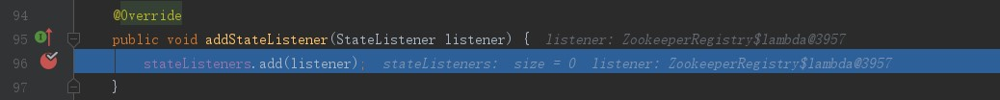 94 @Override
95 public void addStateListener(StateListener listener) { listener: ZookeeperRegistry$lambda@3957
96 stateListeners.add(listener); stateListeners: size = 0 listener: ZookeeperRegistry$lambda@3957
97 }